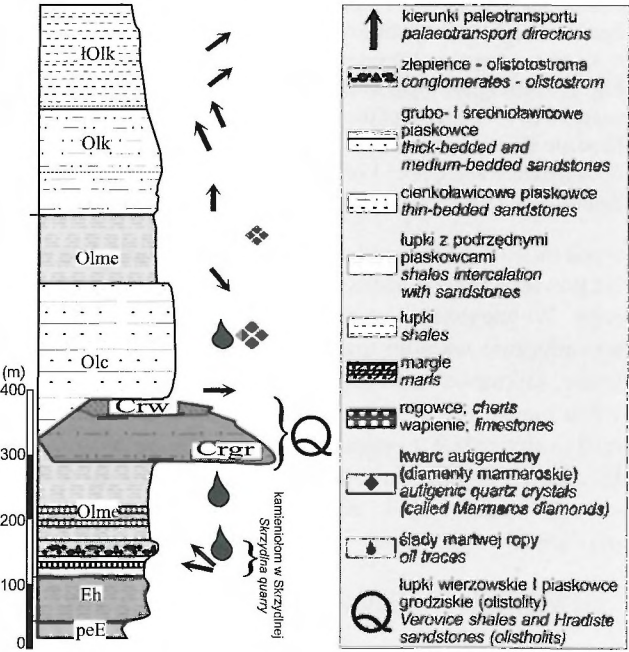 łOlk
Olk
Olme
Olc
(m)
400
Crw
Crgr
Q
300
Olme
200
100
Eh
peE
0
kamieniołom w Skrzydlnej
Skrzydlna quarry
kierunki paleotransportu
palaeotransport directions
zlepieńce - olistotostroma
conglomerates - olistostrom
grubo- i średnioławicowe
piaskowce
thick-bedded and
medium-bedded sandstones
cienkoławicowe piaskowce
thin-bedded sandstones
łupki z podrzędnymi
piaskowcami
shales intercalation
with sandstones
łupki
shales
margle
marls
rogowce; cherts
wapienie; limestones
kwarc autigeniczny
(diamenty marmaroskie)
autigenic quartz crystals
(called Marmaros diamonds)
ślady martwej ropy
oil traces
Q
łupki wierzowskie i piaskowce
grodziskie (olistolity)
Verovice shales and Hradiste
sandstones (olistholits)